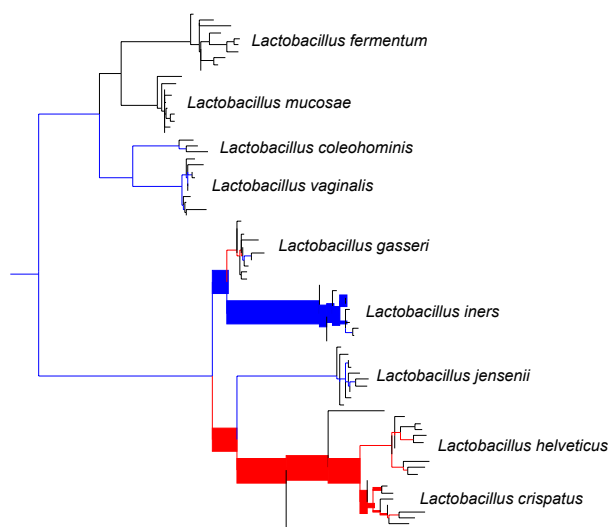 Lactobacillus fermentum
Lactobacillus mucosae
Lactobacillus coleohominis
Lactobacillus vaginalis
Lactobacillus gasseri
Lactobacillus iners
Lactobacillus jensenii
Lactobacillus helveticus
Lactobacillus crispatus